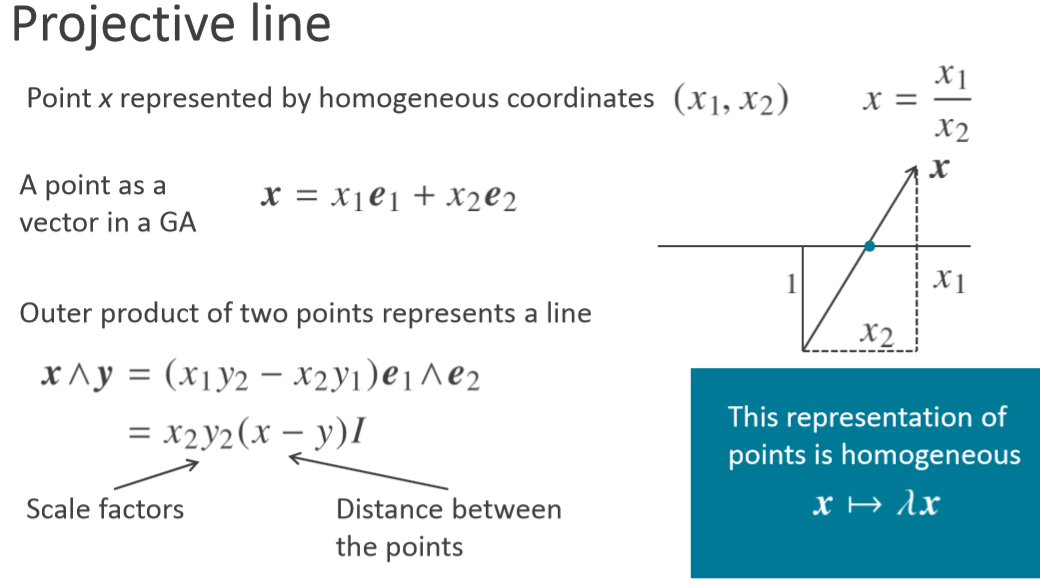 Projective line
Point x represented by homogeneous coordinates (x₁, x₂) x = x₁/x₂
A point as a
vector in a GA
x = x₁e₁ + x₂e₂
x
1
x₁
x₂
Outer product of two points represents a line
x∧y = (x₁y₂ − x₂y₁)e₁∧e₂
= x₂y₂(x − y)I
Scale factors
Distance between
the points
This representation of
points is homogeneous
x ↦ λx